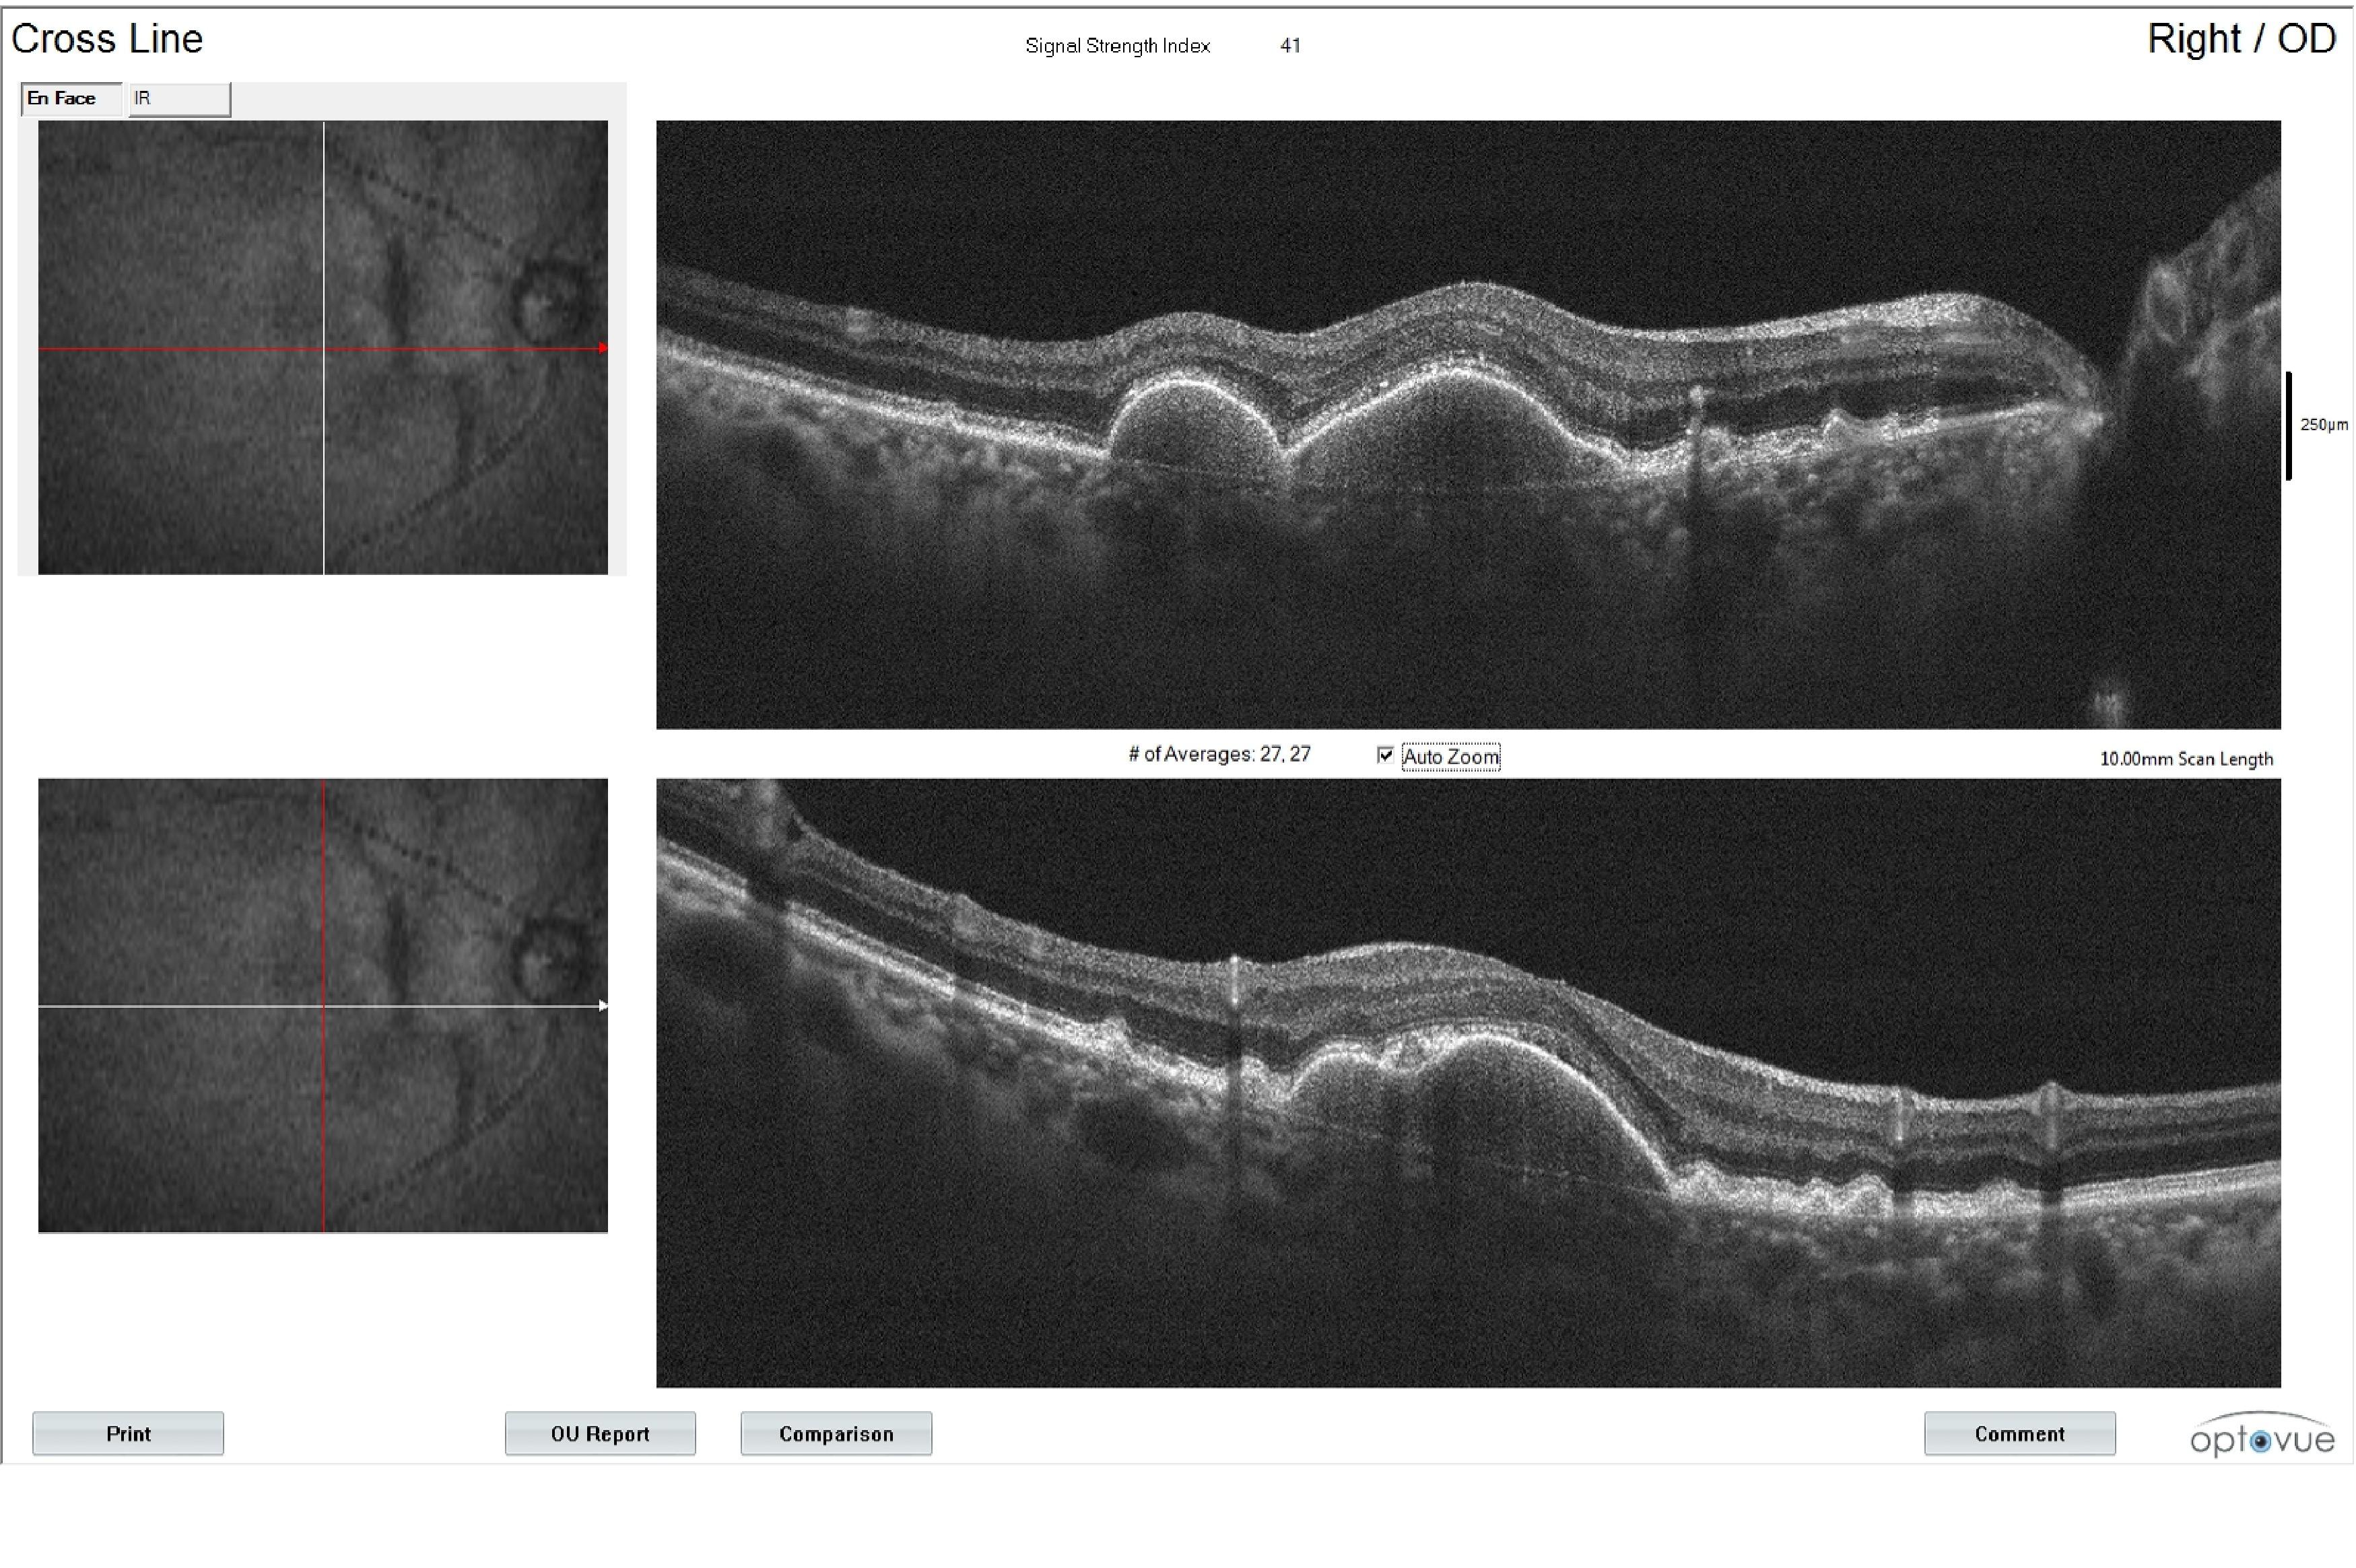 Cross Line
Signal Strength Index 41
Right / OD
En Face IR
250µm
# of Averages: 27, 27
Auto Zoom
10.00mm Scan Length
Print
OU Report
Comparison
Comment
optovue